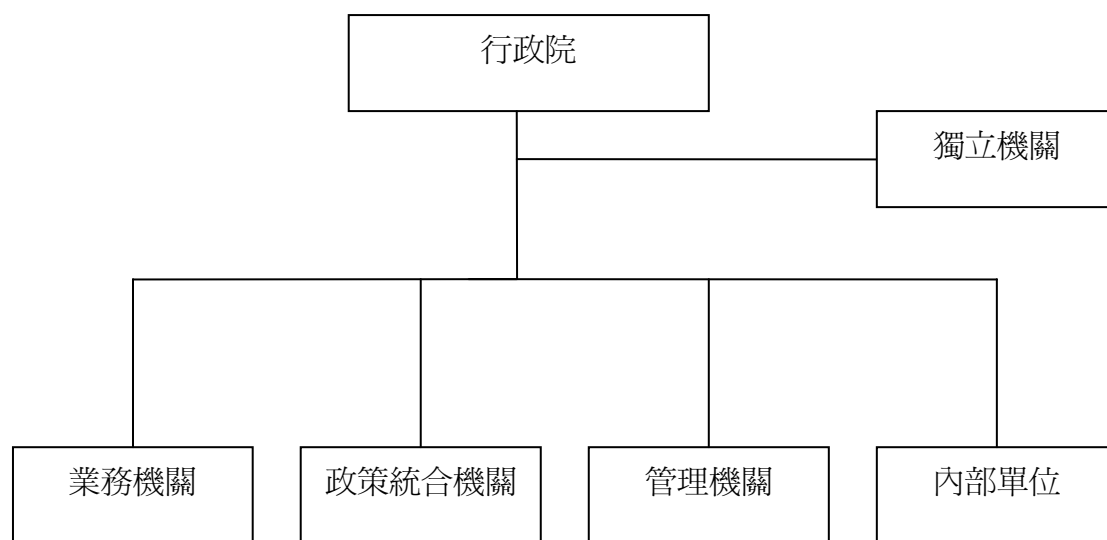 行政院
獨立機關
業務機關
政策統合機關
管理機關
內部單位